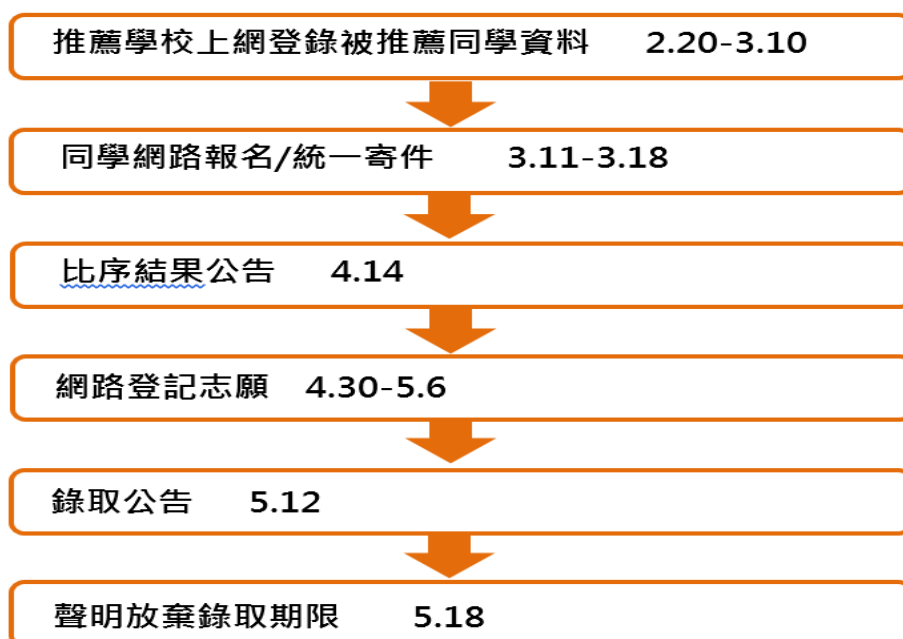 推薦學校上網登錄被推薦同學資料 2.20-3.10
同學網路報名/統一寄件 3.11-3.18
比序結果公告 4.14
網路登記志願 4.30-5.6
錄取公告 5.12
聲明放棄錄取期限 5.18